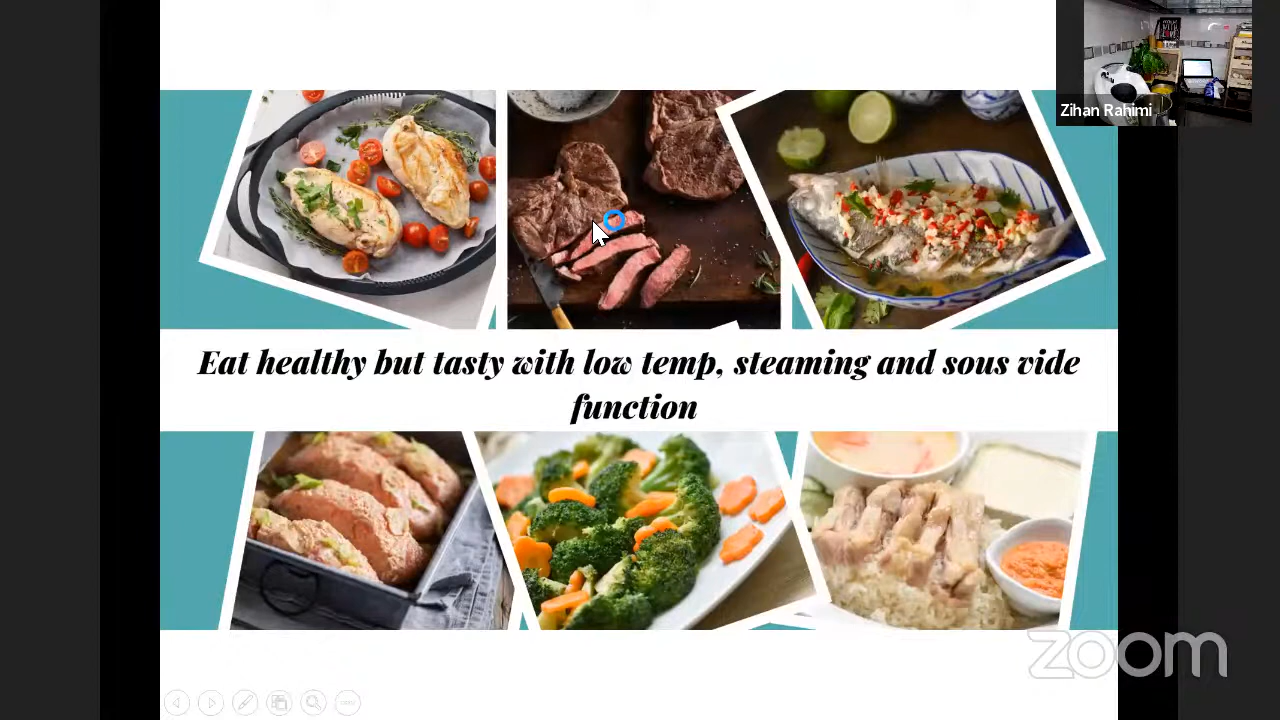 Zihan Rahimi
Eat healthy but tasty with low temp, steaming and sous vide
function
zoom